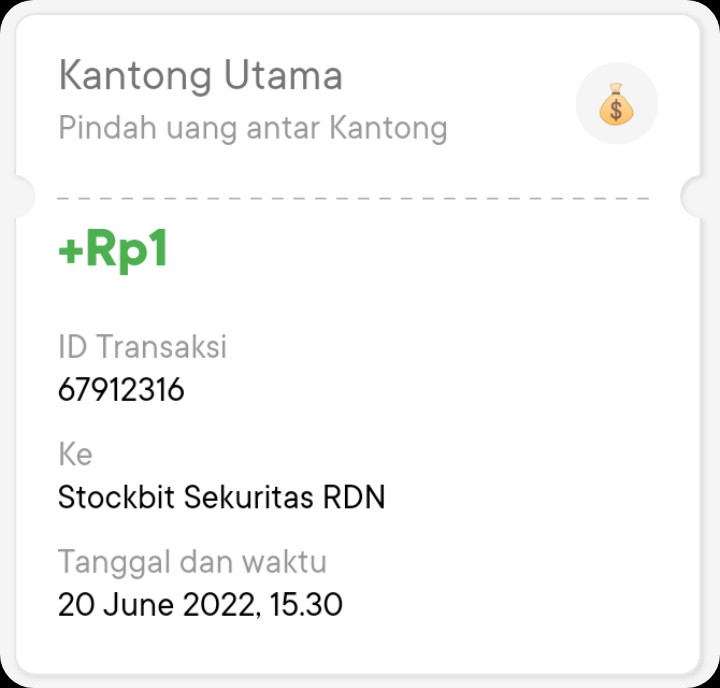 Kantong Utama
Pindah uang antar Kantong
$
+Rp1
ID Transaksi
67912316
Ke
Stockbit Sekuritas RDN
Tanggal dan waktu
20 June 2022, 15.30